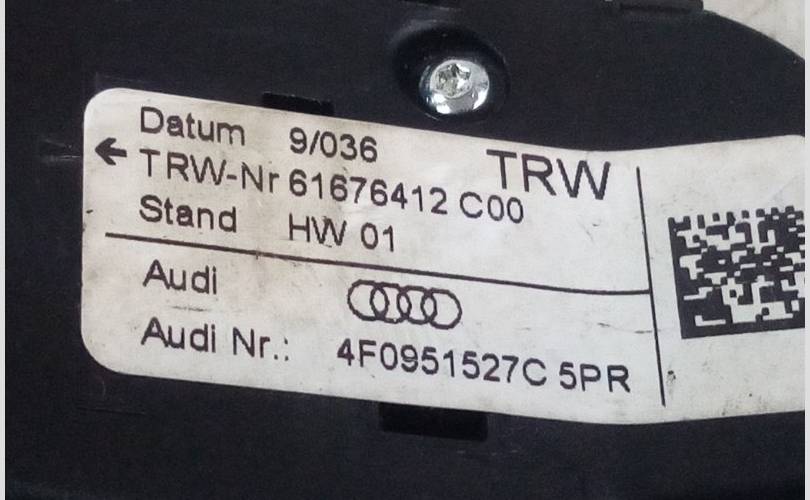 Datum 9/036
TRW-Nr 61676412 C00
TRW
Stand HW 01
Audi
Audi Nr.: 4F0951527C 5PR